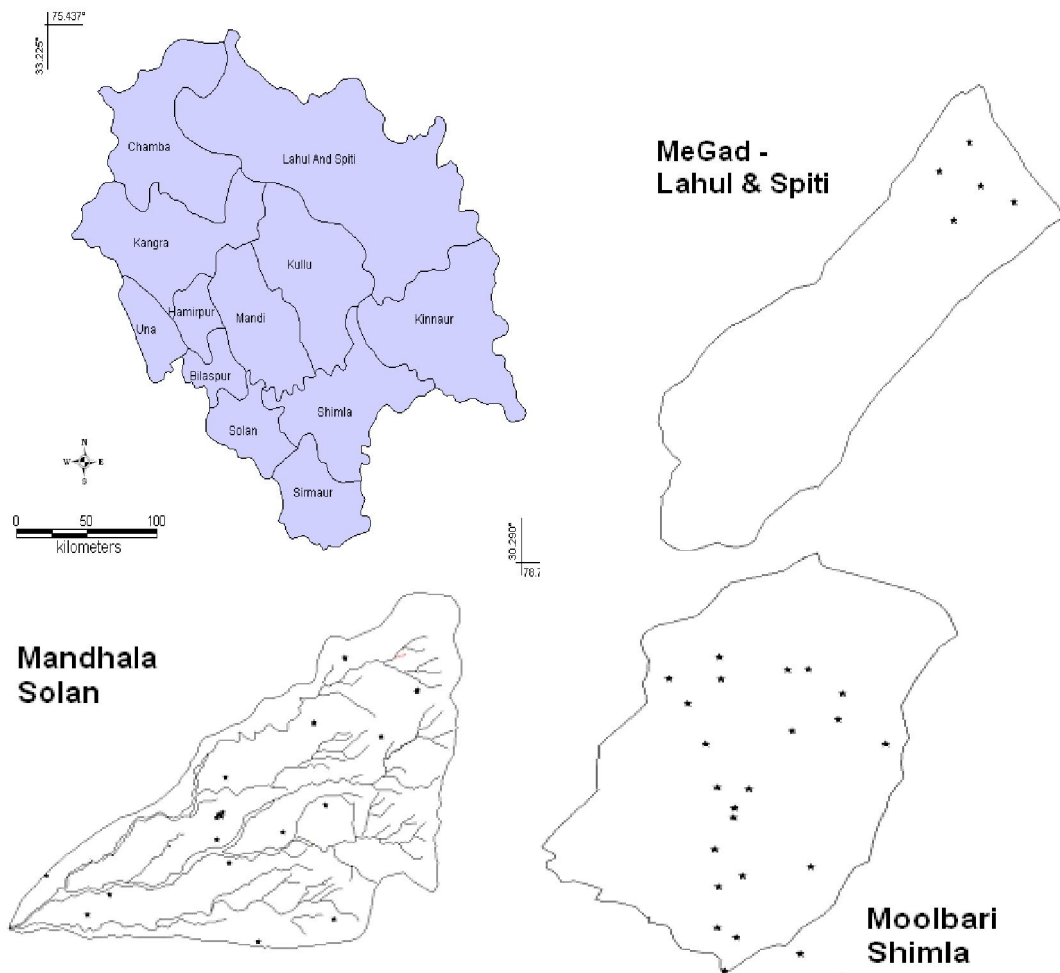 75.437°
33.225°
Chamba
Lahul And Spiti
Kangra
Kullu
Hamirpur
Mandi
Kinnaur
Una
Bilaspur
Shimla
Solan
Sirmaur
N
W E
S
0 50 100
kilometers
30.290°
78.7
MeGad -
Lahul & Spiti
Mandhala
Solan
Moolbari
Shimla